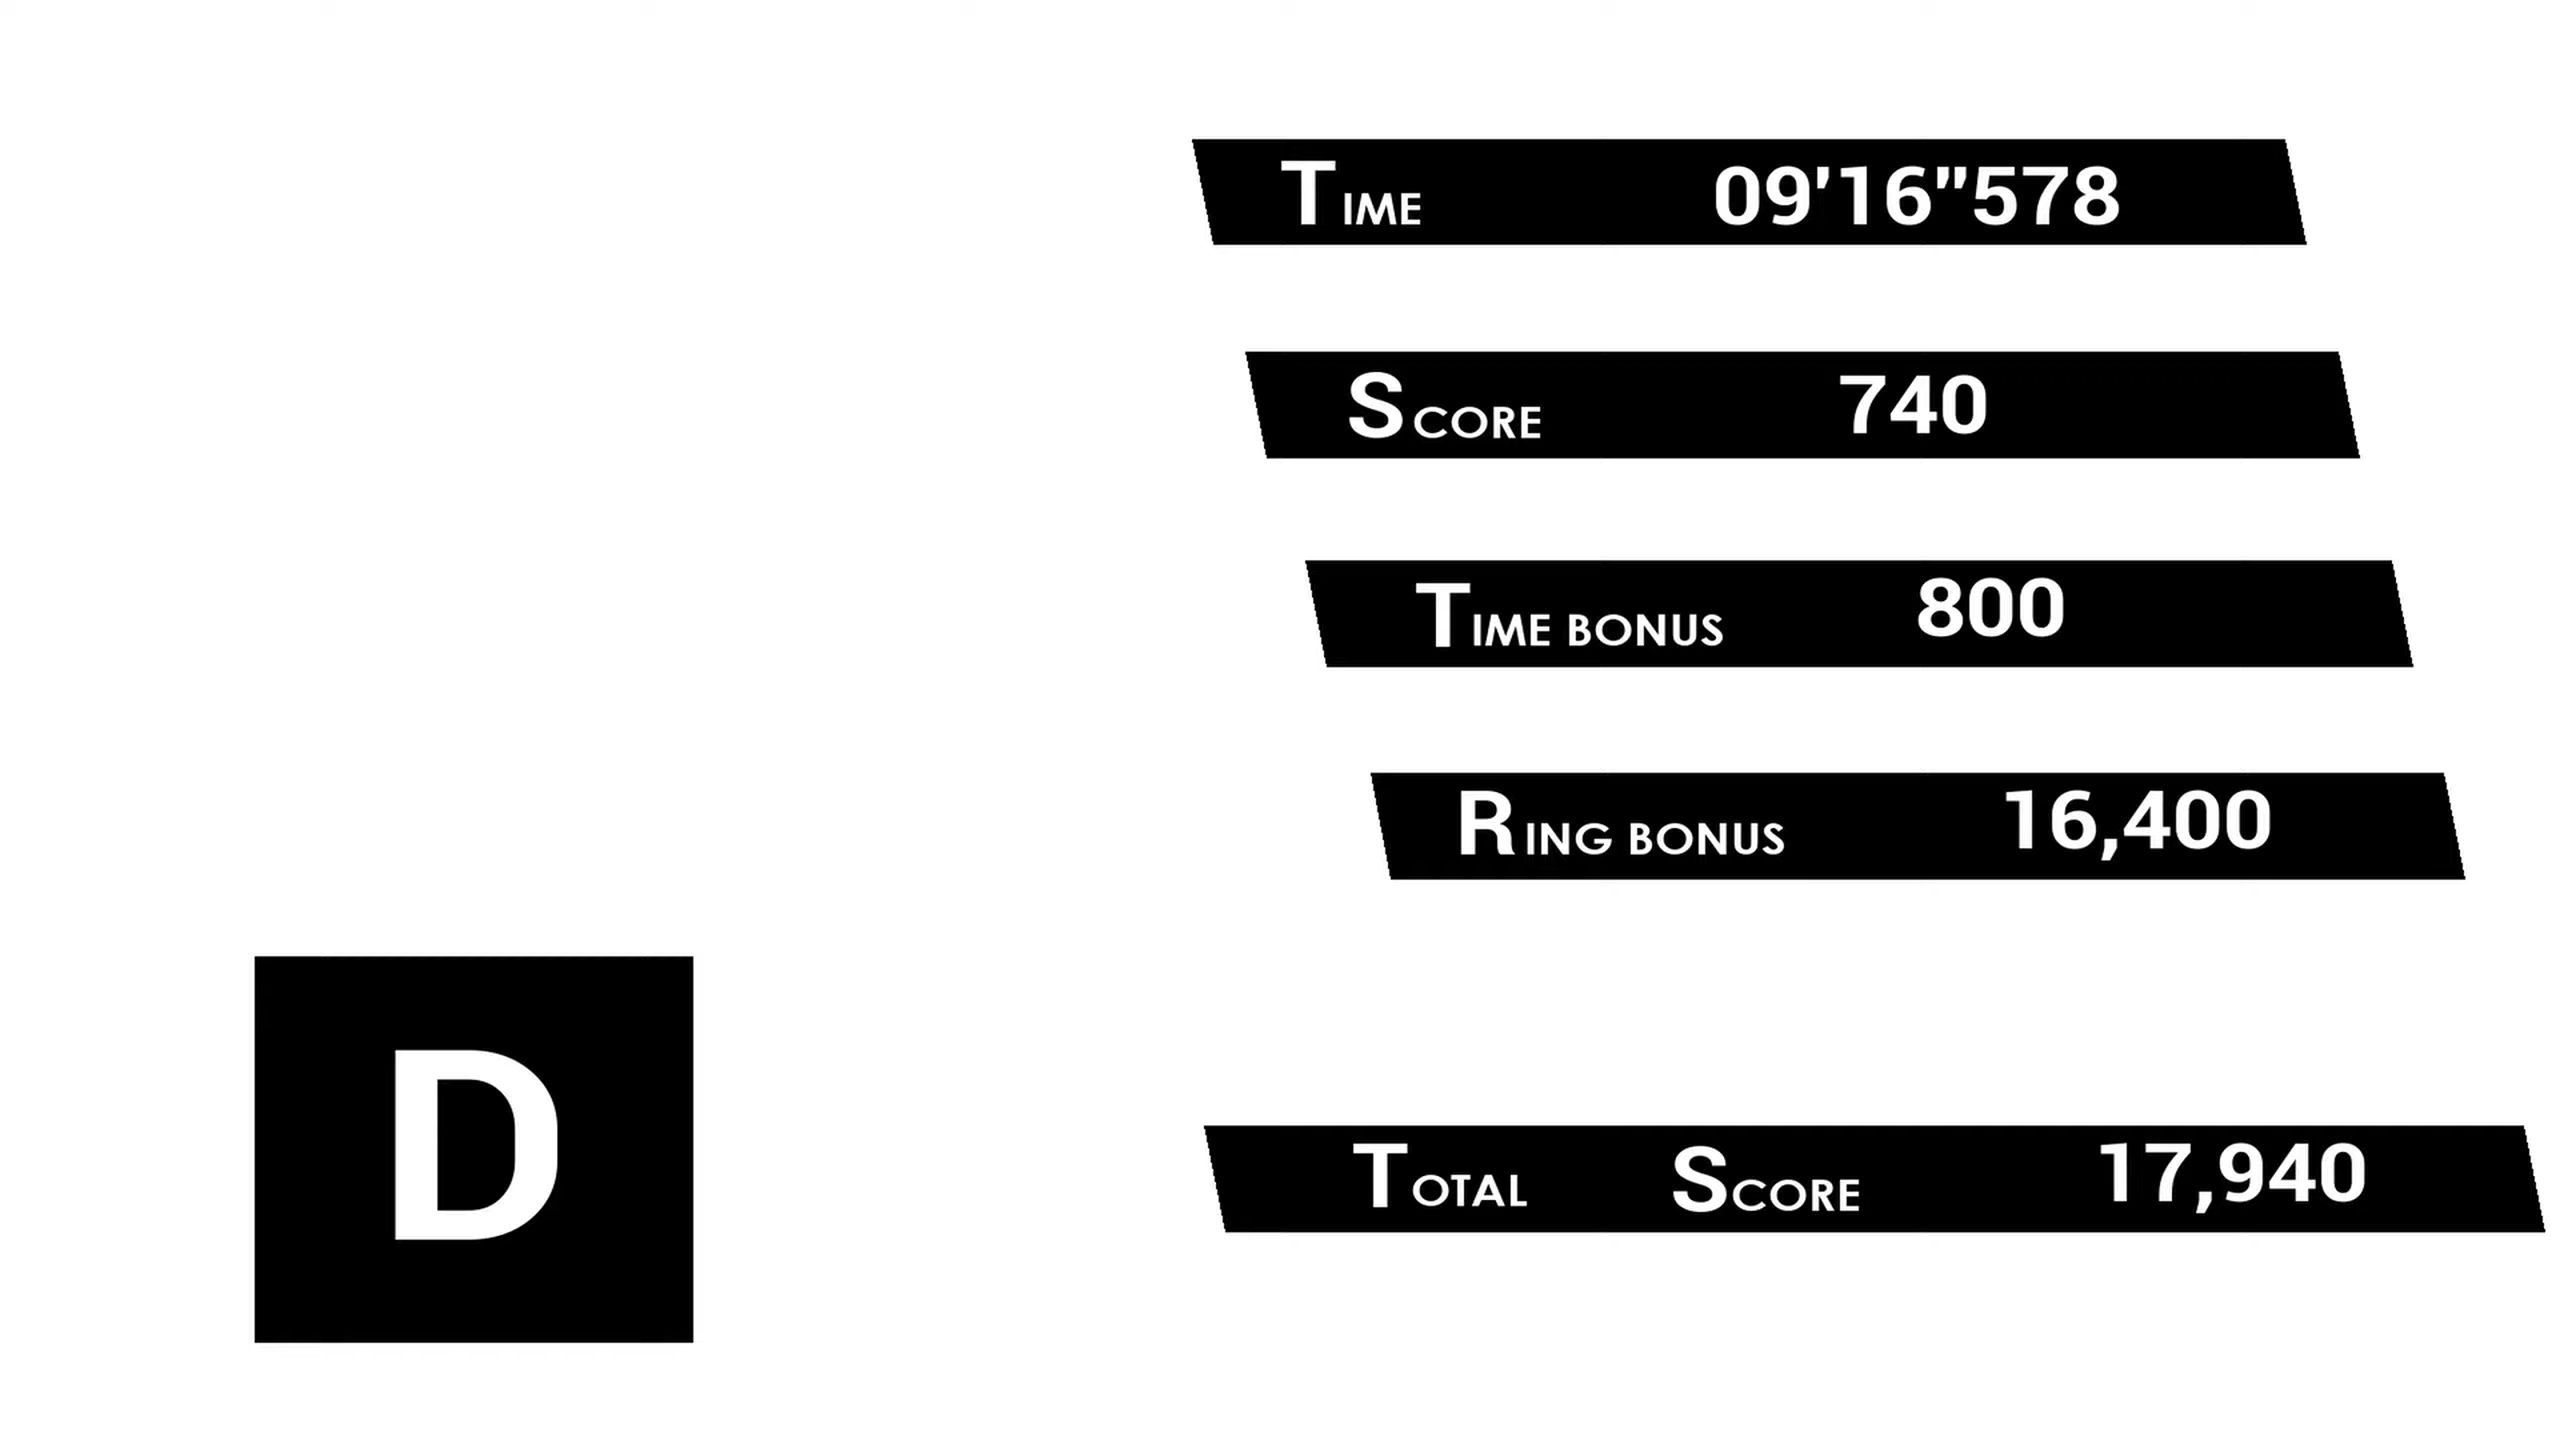 TIME 09'16"578
SCORE 740
TIME BONUS 800
RING BONUS 16,400
D
TOTAL SCORE 17,940